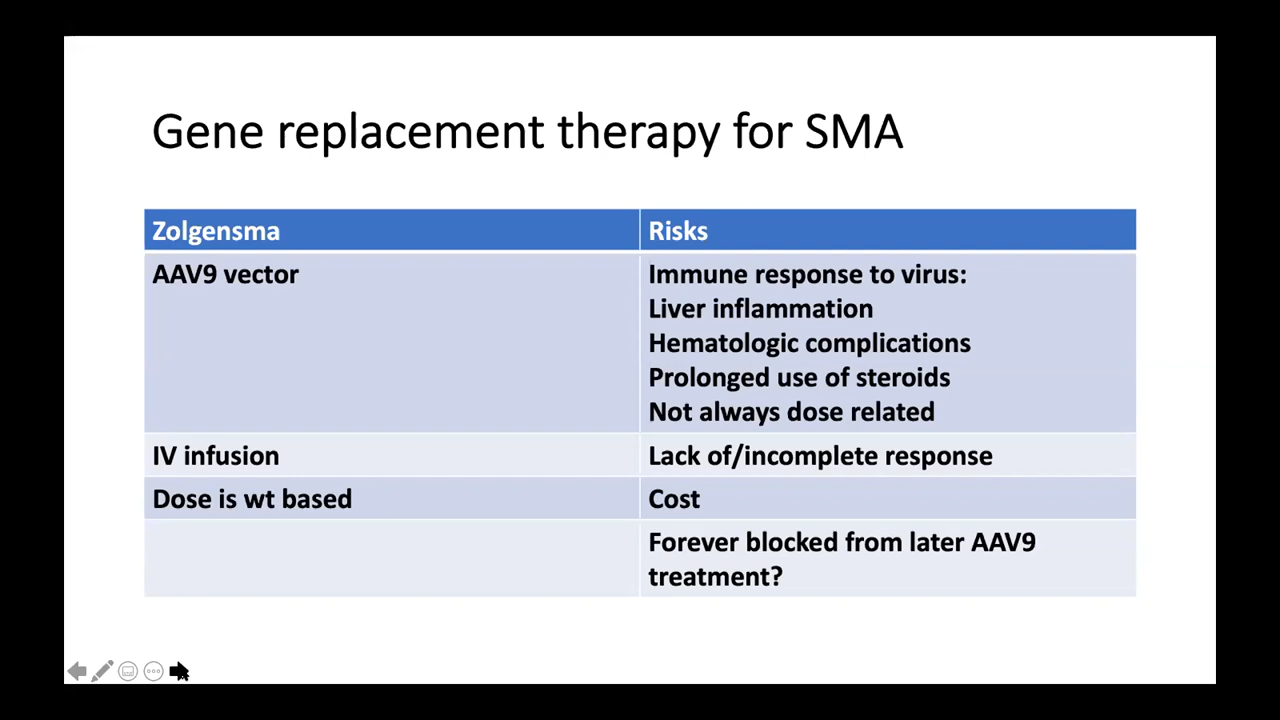 Gene replacement therapy for SMA
Zolgensma
Risks
AAV9 vector
Immune response to virus:
Liver inflammation
Hematologic complications
Prolonged use of steroids
Not always dose related
IV infusion
Lack of/incomplete response
Dose is wt based
Cost
Forever blocked from later AAV9
treatment?